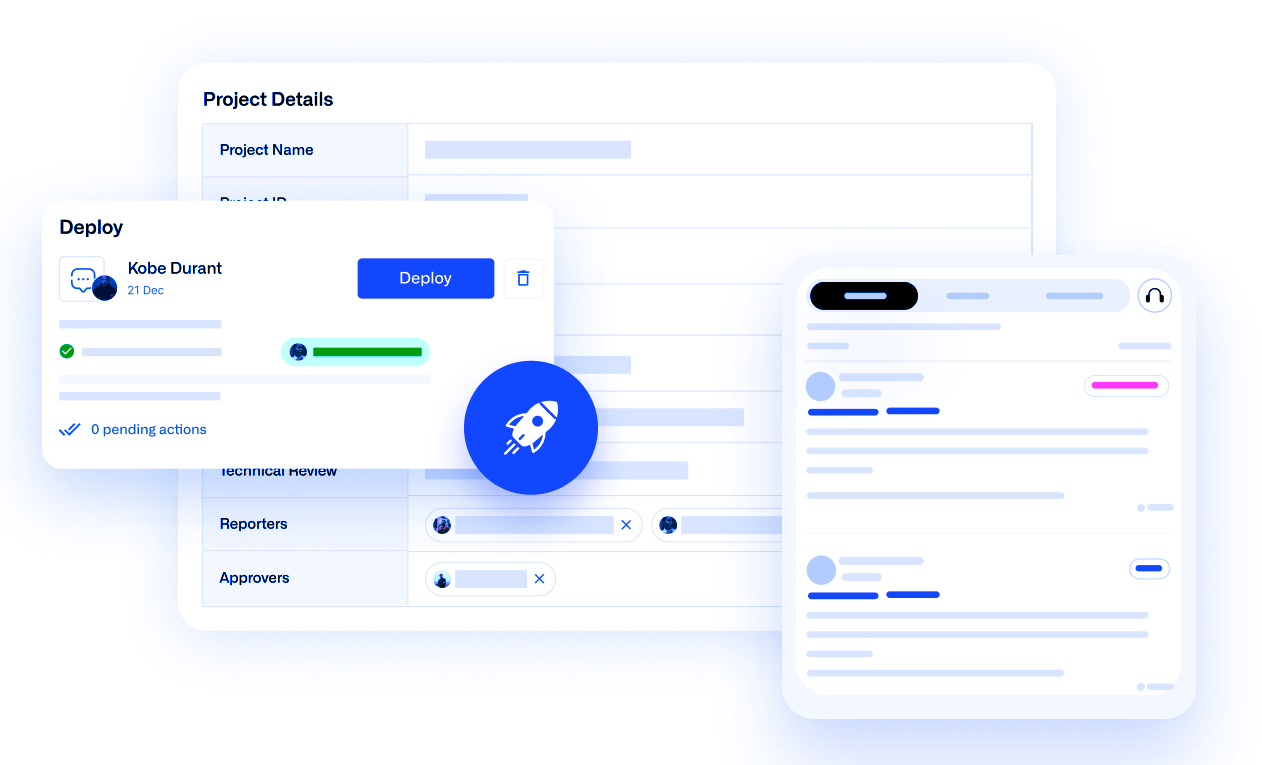 Project Details
Project Name
Project ID
Deploy
Kobe Durant
21 Dec
Deploy
0 pending actions
Technical Review
Reporters
Approvers